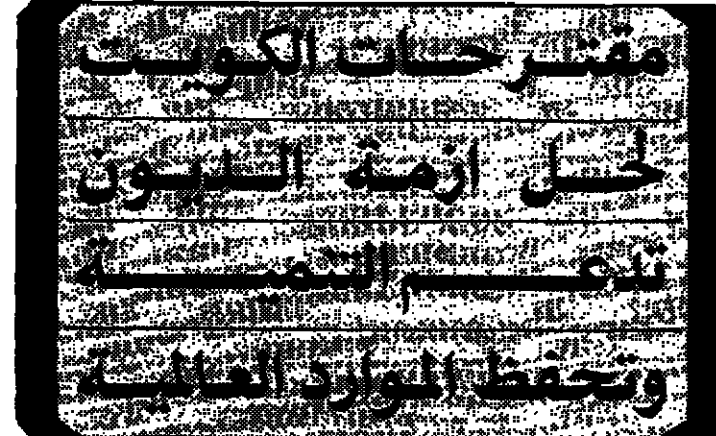 مقترحات الكويت
لحل ازمة الديون
تدعم التنمية
وتحفظ الموارد العالمية